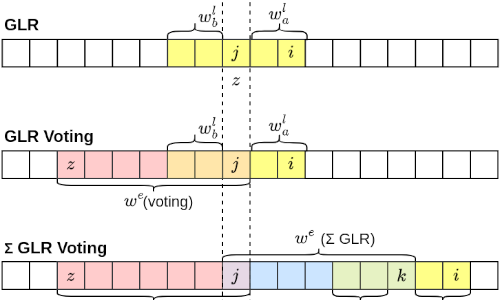 w_b^l w_a^l
GLR
j i
z
GLR Voting
w_b^l w_a^l
z j i
w^e(voting)
Σ GLR Voting
w^e (Σ GLR)
z j k i